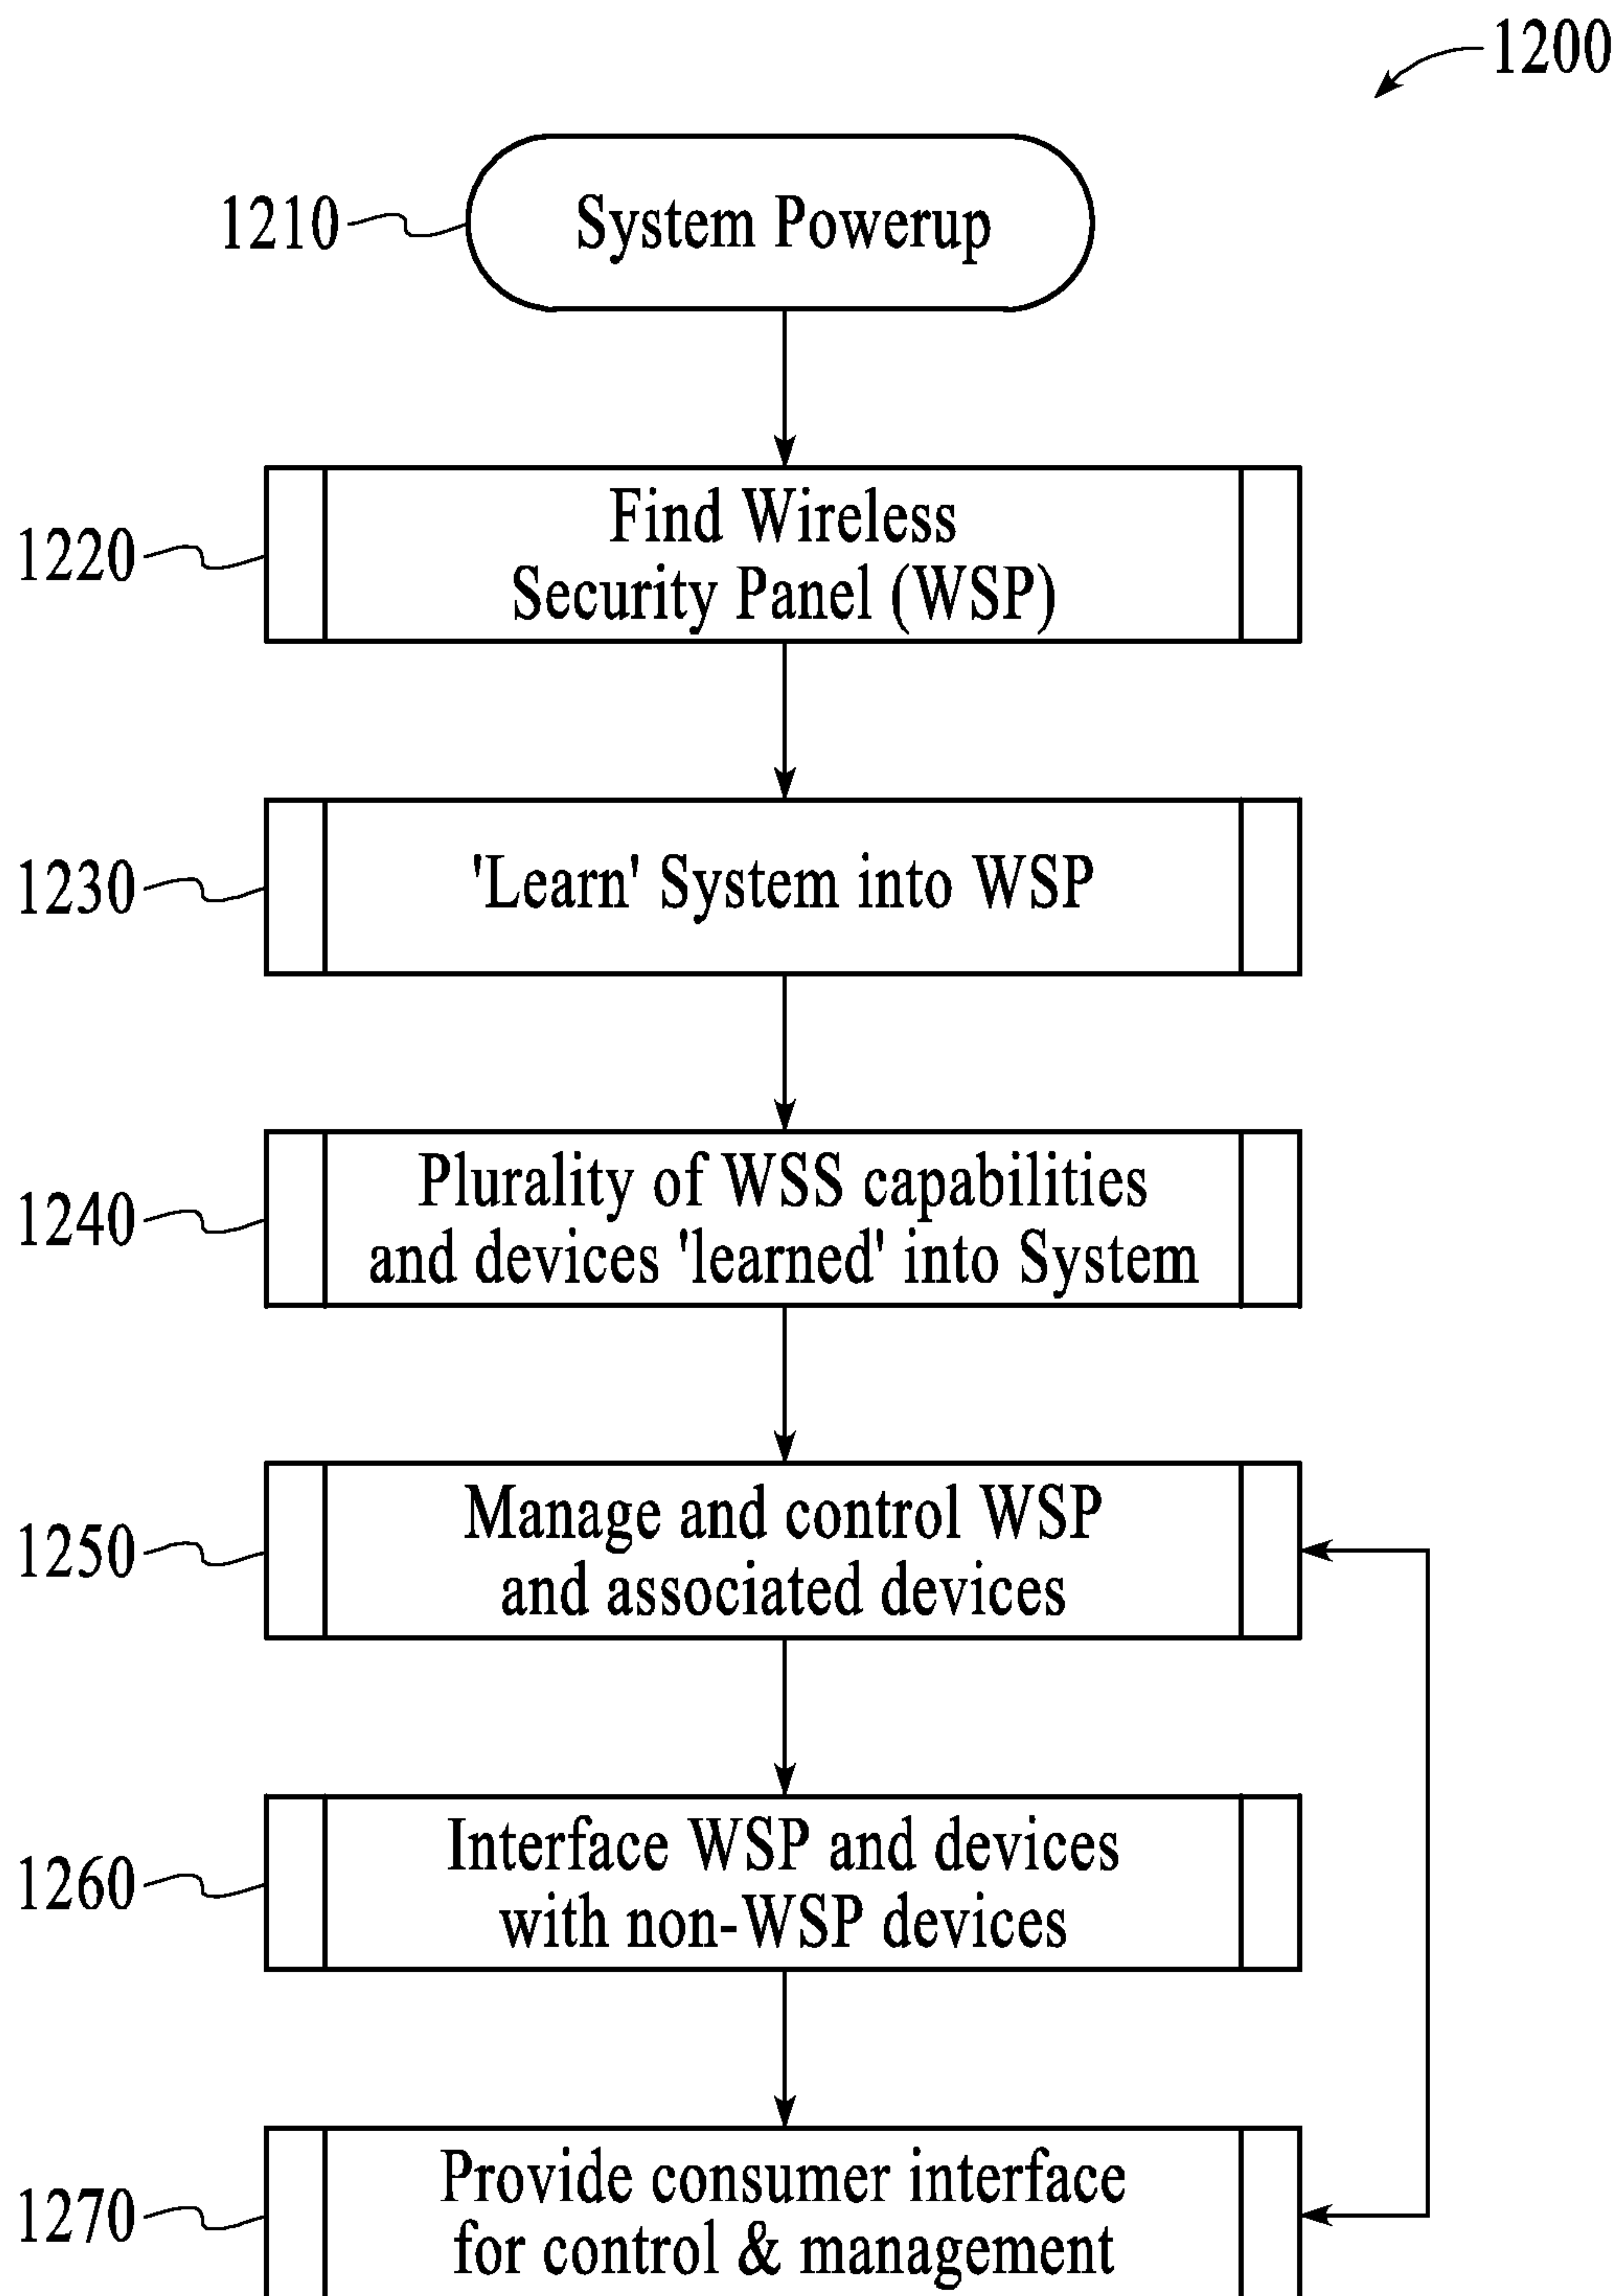 1200
1210
System Powerup
1220
Find Wireless
Security Panel (WSP)
1230
'Learn' System into WSP
1240
Plurality of WSS capabilities
and devices 'learned' into System
1250
Manage and control WSP
and associated devices
1260
Interface WSP and devices
with non-WSP devices
1270
Provide consumer interface
for control & management